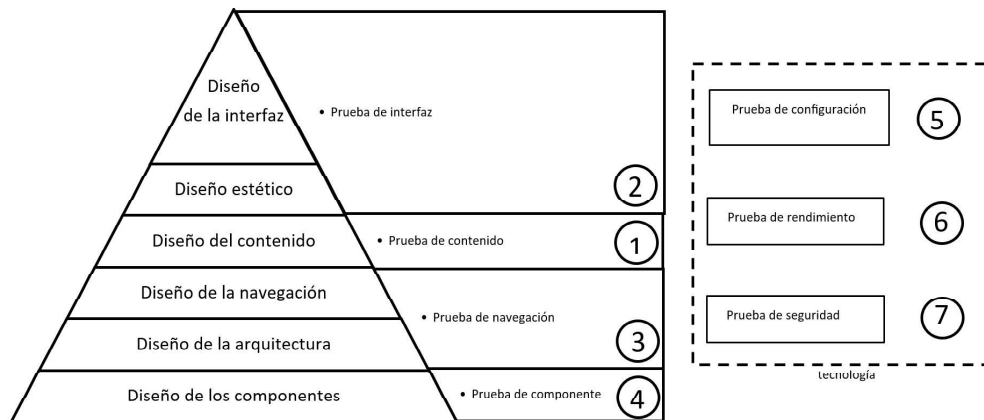 Diseño
de la interfaz
• Prueba de interfaz
2
Diseño estético
Diseño del contenido
• Prueba de contenido
1
Diseño de la navegación
• Prueba de navegación
Diseño de la arquitectura
3
Diseño de los componentes
• Prueba de componente
4
Prueba de configuración
5
Prueba de rendimiento
6
Prueba de seguridad
7
tecnología